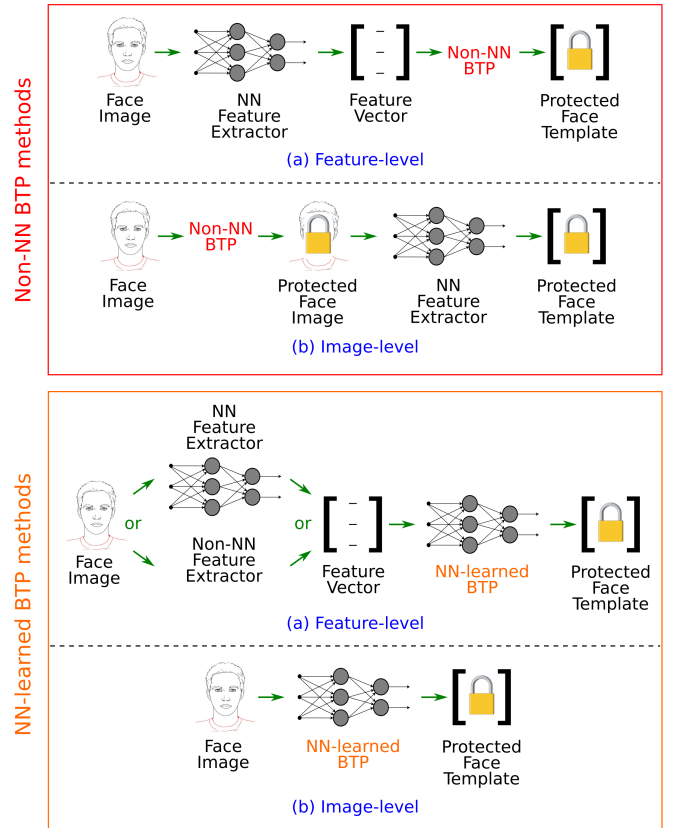 Non-NN BTP methods
Face
Image
NN
Feature
Extractor
Feature
Vector
Non-NN
BTP
Protected
Face
Template
(a) Feature-level
Face
Image
Non-NN
BTP
Protected
Face
Image
NN
Feature
Extractor
Protected
Face
Template
(b) Image-level
NN-learned BTP methods
Face
Image
NN
Feature
Extractor
or
Non-NN
Feature
Extractor
or
Feature
Vector
NN-learned
BTP
Protected
Face
Template
(a) Feature-level
Face
Image
NN-learned
BTP
Protected
Face
Template
(b) Image-level